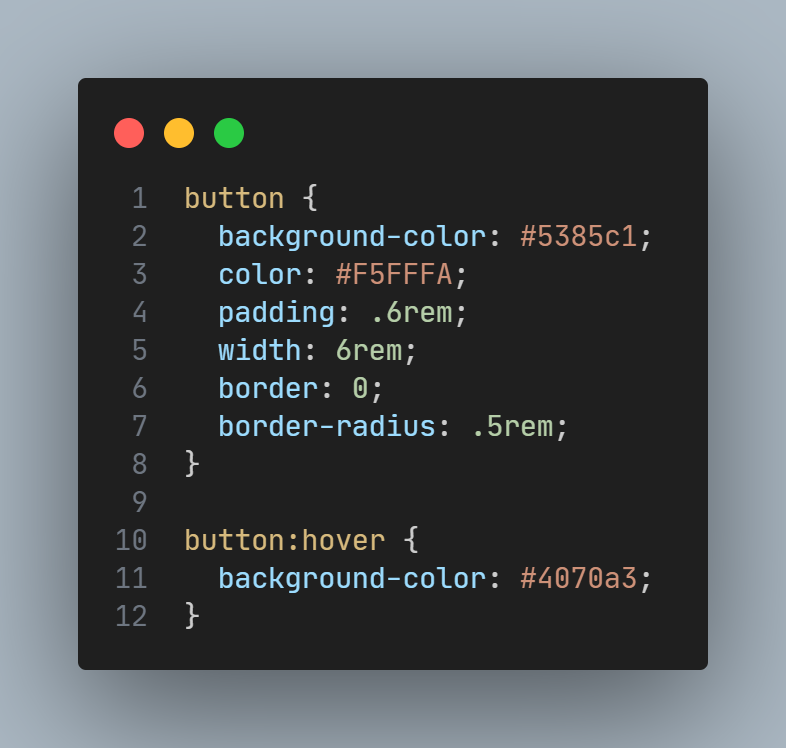 1 button {
2   background-color: #5385c1;
3   color: #F5FFFA;
4   padding: .6rem;
5   width: 6rem;
6   border: 0;
7   border-radius: .5rem;
8 }
9
10 button:hover {
11   background-color: #4070a3;
12 }